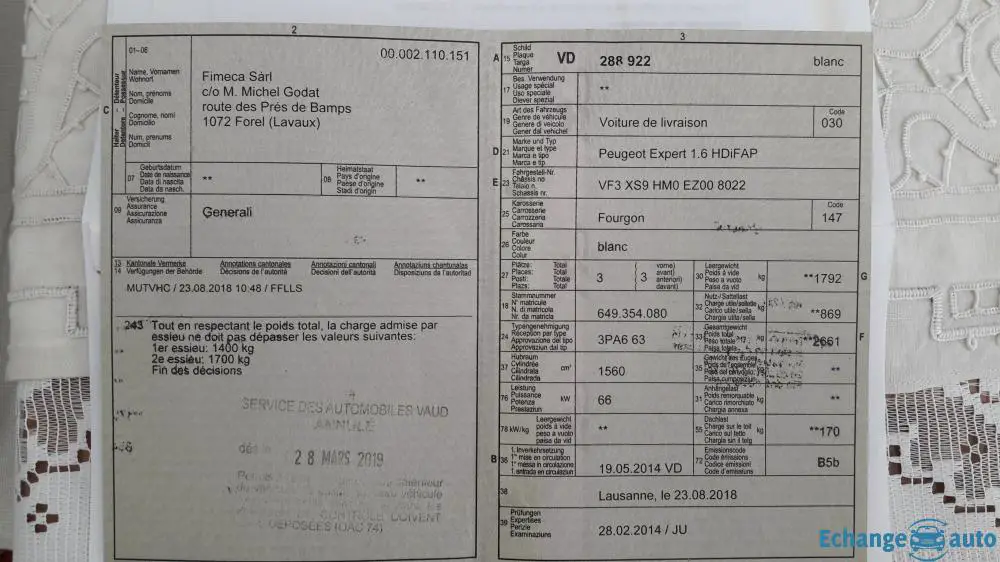 2
01–06
00.002.110.151
C
Halter
Détenteur
Name, Vornamen
Wohnort
Nom, prénoms
Domicile
Cognome, nomi
Domicilio
Num, prenums
Domicil
Fimeca Sàrl
c/o M. Michel Godat
route des Prés de Bamps
1072 Forel (Lavaux)
07
Geburtsdatum
Date de naissance
Data di nascita
Data da nasch.
**
08
Heimatstaat
Pays d'origine
Paese d'origine
Stadi d'origin
**
09
Versicherung
Assurance
Assicurazione
Assicuranza
Generali
13 Kantonale Vermerke Annotations cantonales Annotazioni cantonali Annotaziuns chantunalas
14 Verfügungen der Behörde Décisions de l'autorité Decisioni dell'autorità Disposiziuns da l'autoritad
MUTVHC / 23.08.2018 10:48 / FFLLS
243 Tout en respectant le poids total, la charge admise par
essieu ne doit pas dépasser les valeurs suivantes:
1er essieu: 1400 kg
2e essieu: 1700 kg
Fin des décisions
SERVICE DES AUTOMOBILES VAUD
ANNULÉ
dès le
28 MARS 2019
du véhicule
DE CONTRÔLE DOIVENT
DEPOSEES (OAC 74)
3
A 15
Schild
Plaque
Targa
Numer
VD 288 922 blanc
17
Bes. Verwendung
Usage spécial
Uso speciale
Diever spezial
**
19
Art des Fahrzeugs
Genre de véhicule
Genere di veicolo
Gener dal vehichel
Voiture de livraison
Code
030
D 21
Marke und Typ
Marque et type
Marca e tipo
Marca e tip
Peugeot Expert 1.6 HDiFAP
E 23
Fahrgestell-Nr.
Châssis no
Telaio n.
Schassis nr.
VF3 XS9 HM0 EZ00 8022
25
Karosserie
Carrosserie
Carrozzeria
Carossaria
Fourgon
Code
147
26
Farbe
Couleur
Colore
Colur
blanc
27
Plätze: Total
Places: Total
Posti: Totale
Plazs: Total
3 (3
vorne)
avant)
anteriori)
davant)
30
Leergewicht
Poids à vide
Peso a vuoto
Paisa da vid
kg
**1792
G
18
Stammnummer
N° matricule
N. di matricola
Nr. da matricla
649.354.080
32
Nutz-/Sattellast
Charge utile/sellette
Carico utile/sella
Chargia utila/sella
**869
24
Typengenehmigung
Réception par type
Approvazione del tipo
Approvaziun dal tip
3PA6 63
33
Gesamtgewicht
Poids total
Peso totale
Paisa totala
**2661
F
37
Hubraum
Cylindrée
Cilindrata
Cilindrada
cm³
1560
35
**
76
Leistung
Puissance
Potenza
Prestaziun
kW
66
31
Anhängelast
Poids remorquable
Carico rimorchiato
Chargia annexa
kg
**
78 kW/kg
Leergewicht
poids à vide
peso a vuoto
paisa da vid
**
55
Dachlast
Charge sur le toit
Carico sul tetto
Chargia sin il tetg
kg
**170
B 36
1. Inverkehrsetzung
1re mise en circulation
1a messa in circolazione
1. entrada en circulaziun
19.05.2014 VD
72
Emissionscode
Code émissions
Codice emissioni
Code d'emissiuns
B5b
38
Lausanne, le 23.08.2018
39
Prüfungen
Expertises
Perizie
Examinaziuns
28.02.2014 / JU
Echange auto